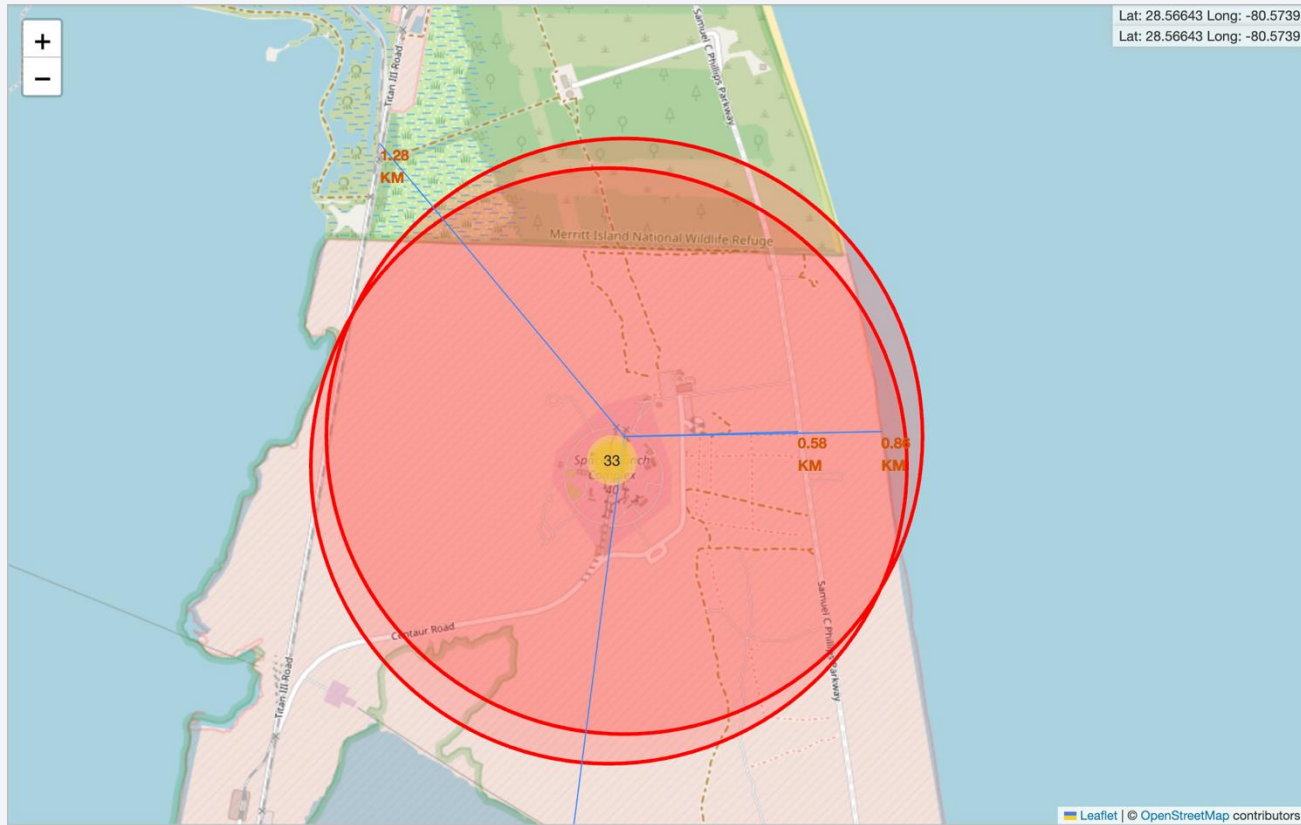 +
−
Lat: 28.56643 Long: -80.5739
Lat: 28.56643 Long: -80.5739
Titan III Road
Samuel C Phillips Parkway
1.28
KM
Merritt Island National Wildlife Refuge
0.58
KM
0.86
KM
33
Complex
40
Samuel C Phillips Parkway
Centaur Road
Titan III Road
Leaflet | © OpenStreetMap contributors